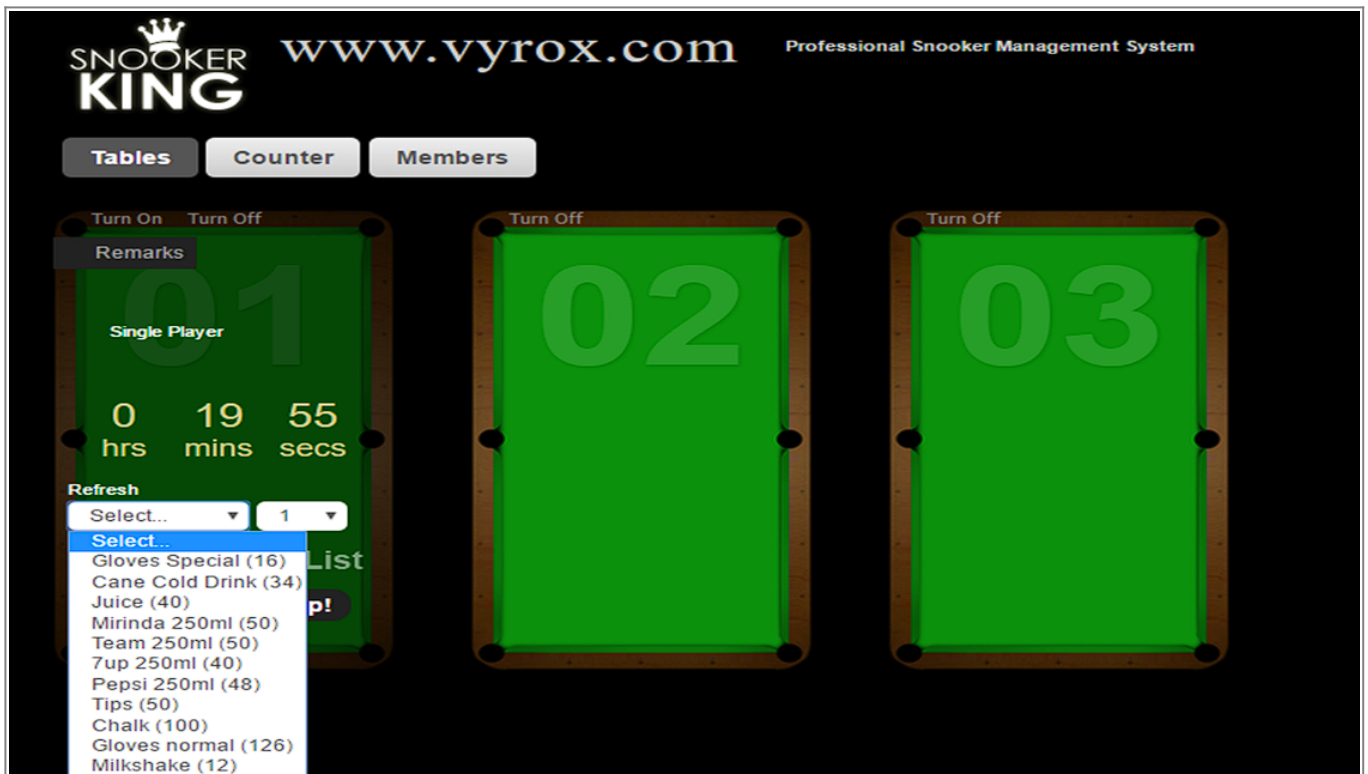 SNOOKER
KING
www.vyrox.com
Professional Snooker Management System
Tables Counter Members
Turn On Turn Off
Turn Off
Turn Off
Remarks
01
02
03
Single Player
0 19 55
hrs mins secs
Refresh
Select... 1
Select...
Gloves Special (16)
List
Cane Cold Drink (34)
Juice (40)
p!
Mirinda 250ml (50)
Team 250ml (50)
7up 250ml (40)
Pepsi 250ml (48)
Tips (50)
Chalk (100)
Gloves normal (126)
Milkshake (12)